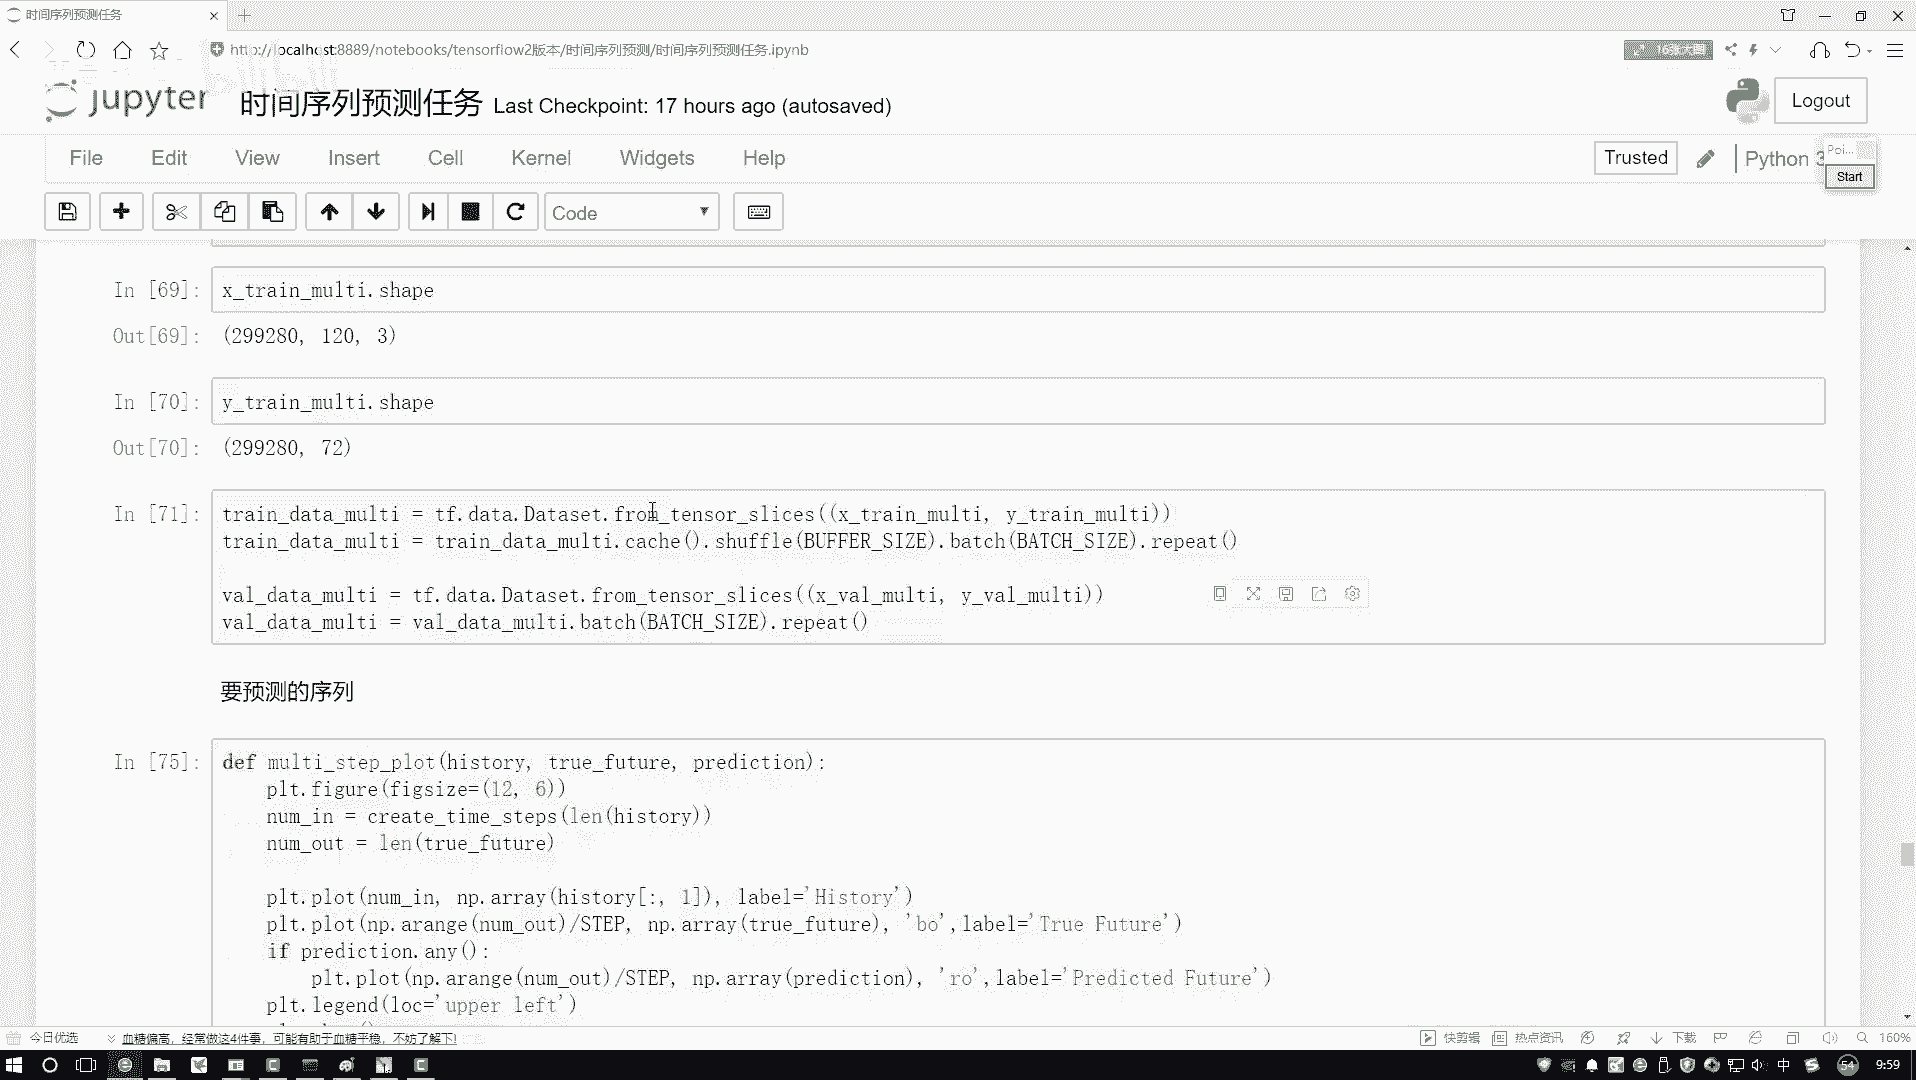 时间序列预测任务
http://localhost:8889/notebooks/tensorflow2版本/时间序列预测/时间序列预测任务.ipynb
16张大图
jupyter 时间序列预测任务 Last Checkpoint: 17 hours ago (autosaved)
Logout
File Edit View Insert Cell Kernel Widgets Help
Trusted
Python 3
Poi...
Start
Code
In [69]: x_train_multi.shape
Out[69]: (299280, 120, 3)
In [70]: y_train_multi.shape
Out[70]: (299280, 72)
In [71]: train_data_multi = tf.data.Dataset.from_tensor_slices((x_train_multi, y_train_multi))
train_data_multi = train_data_multi.cache().shuffle(BUFFER_SIZE).batch(BATCH_SIZE).repeat()
val_data_multi = tf.data.Dataset.from_tensor_slices((x_val_multi, y_val_multi))
val_data_multi = val_data_multi.batch(BATCH_SIZE).repeat()
要预测的序列
In [75]: def multi_step_plot(history, true_future, prediction):
plt.figure(figsize=(12, 6))
num_in = create_time_steps(len(history))
num_out = len(true_future)
plt.plot(num_in, np.array(history[:, 1]), label='History')
plt.plot(np.arange(num_out)/STEP, np.array(true_future), 'bo',label='True Future')
if prediction.any():
plt.plot(np.arange(num_out)/STEP, np.array(prediction), 'ro',label='Predicted Future')
plt.legend(loc='upper left')
今日优选
血糖偏高，经常做这4件事，可能有助于血糖平稳，不妨了解下!
快剪辑
热点资讯
下载
160%
中
54
9:59